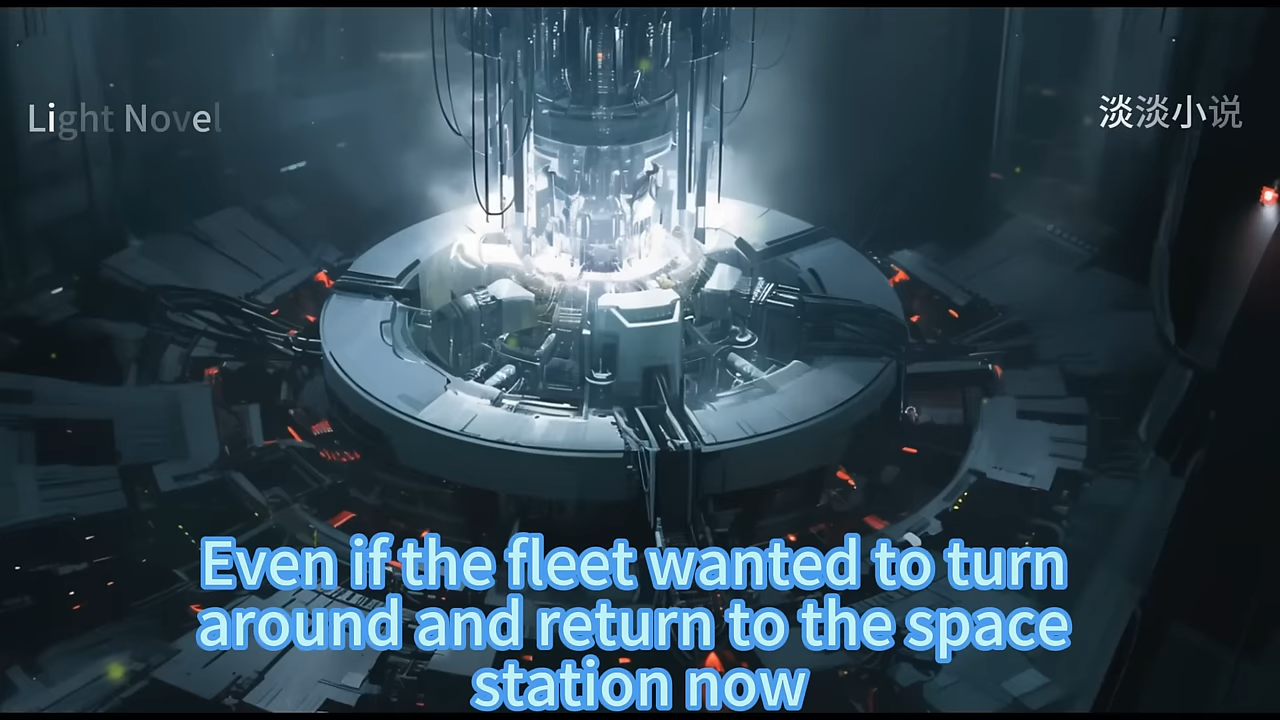 Light Novel
淡淡小说
Even if the fleet wanted to turn
around and return to the space
station now